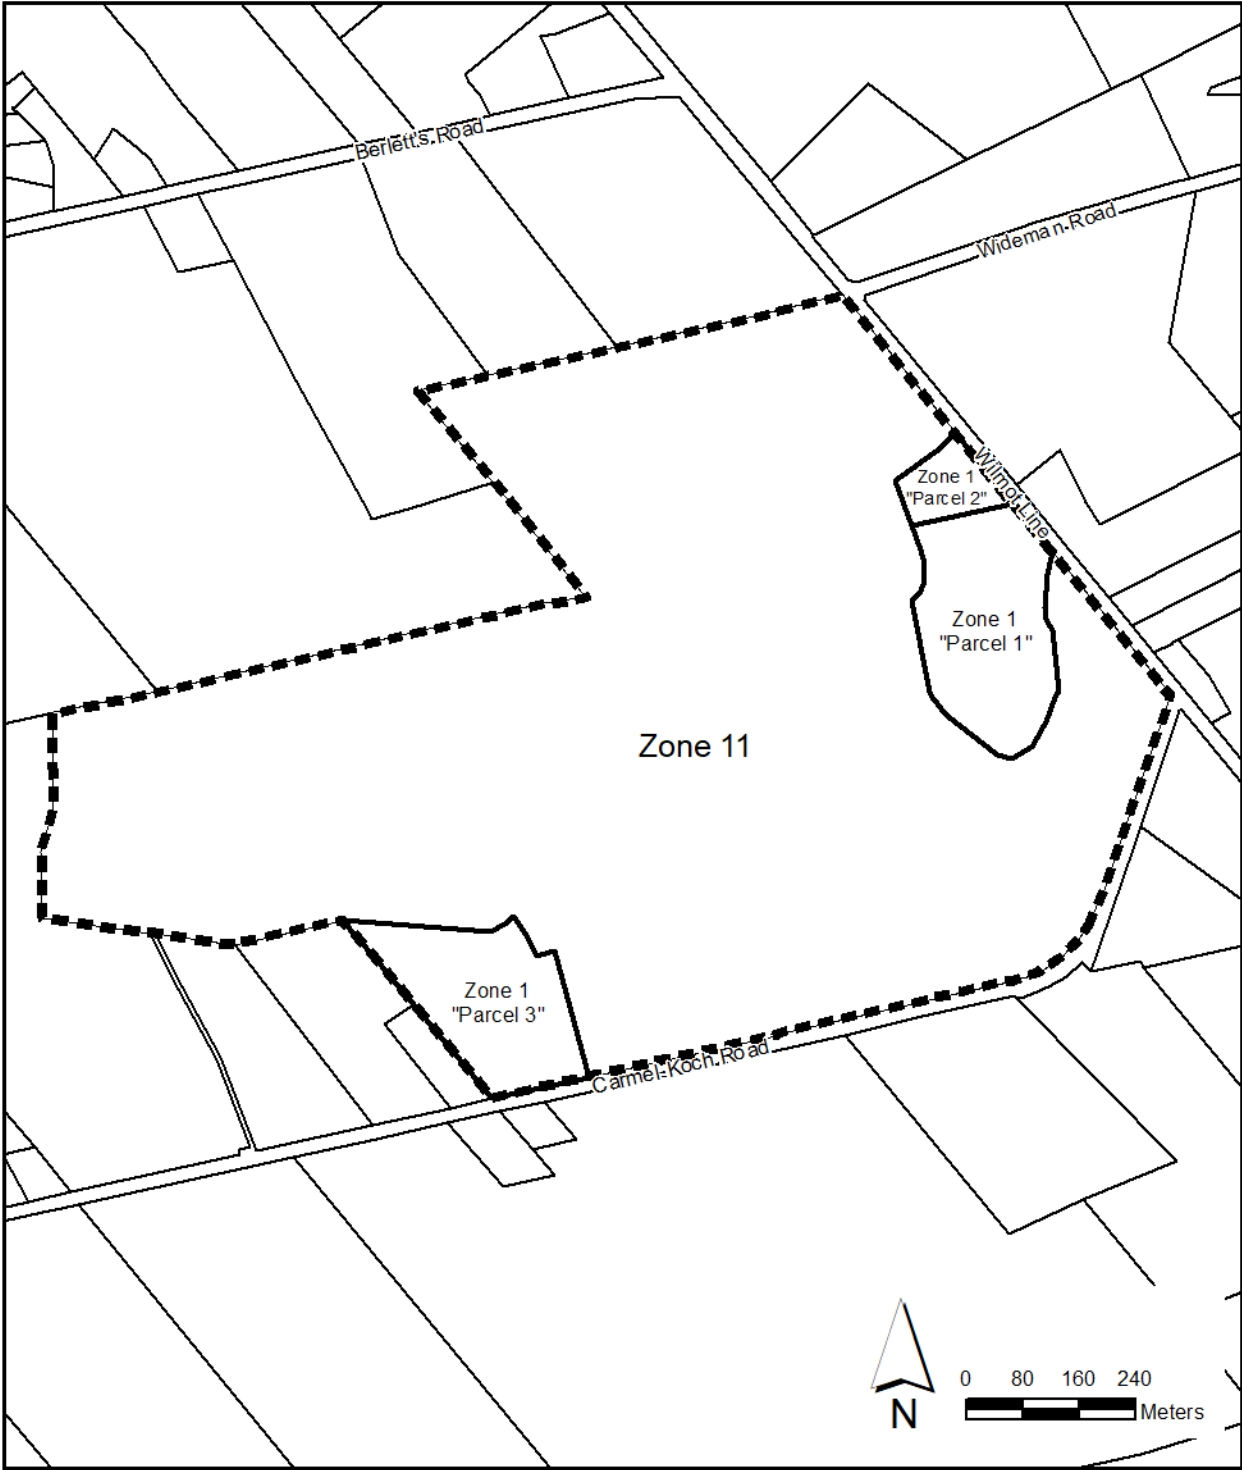 Berlett's Road
Wideman Road
Zone 1
"Parcel 2"
Wilmot Line
Zone 1
"Parcel 1"
Zone 11
Zone 1
"Parcel 3"
Carmel-Koch Road
0 80 160 240
Meters
N